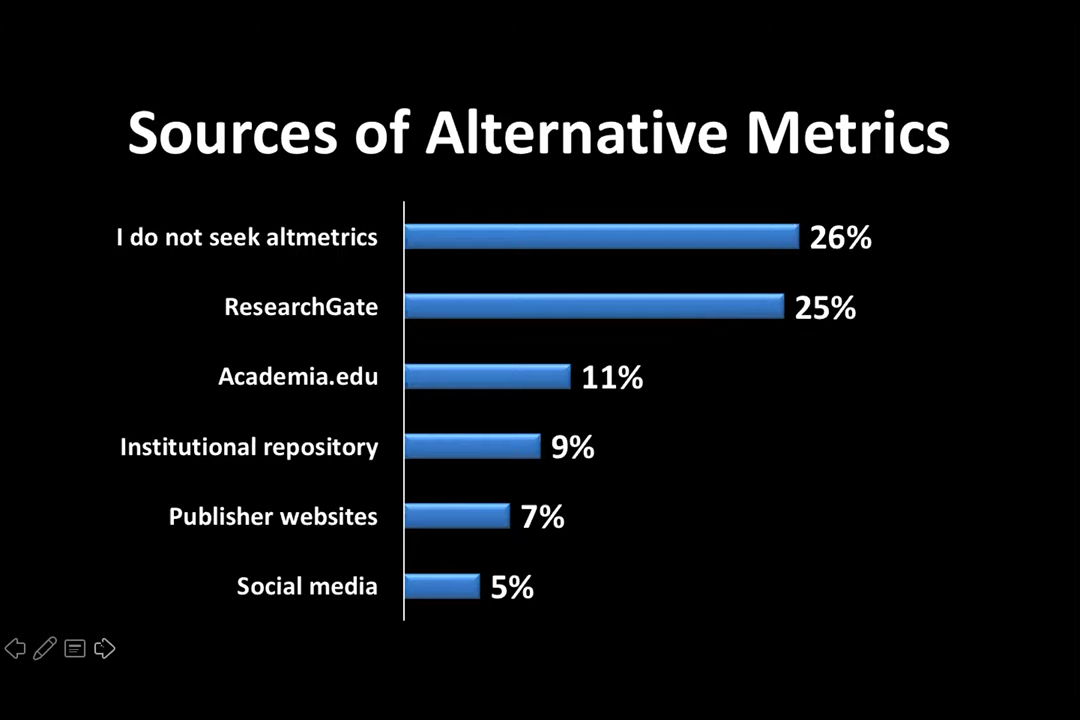 Sources of Alternative Metrics
I do not seek altmetrics 26%
ResearchGate 25%
Academia.edu 11%
Institutional repository 9%
Publisher websites 7%
Social media 5%